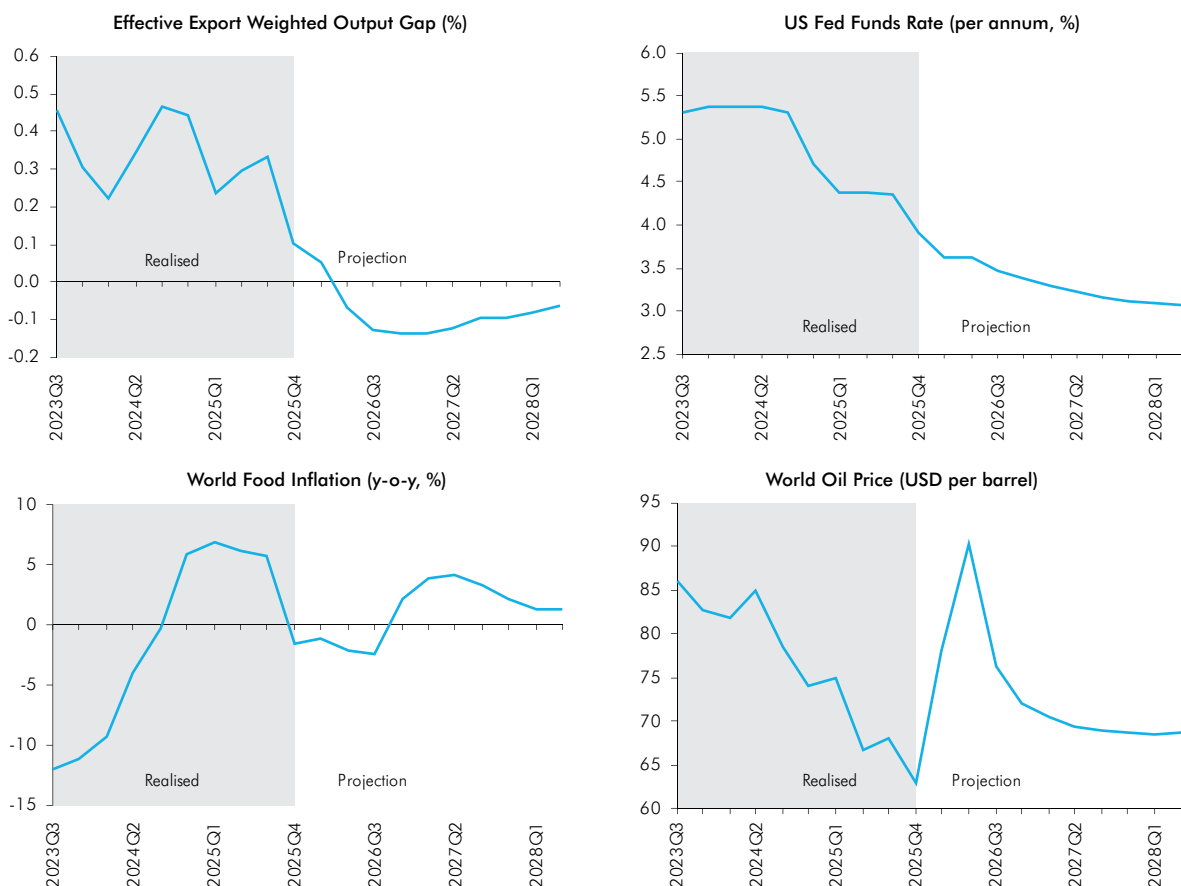 Effective Export Weighted Output Gap (%)
0.6
0.5
0.4
0.3
0.2
0.1
0.0
-0.1
-0.2
Realised
Projection
2023Q3
2024Q2
2025Q1
2025Q4
2026Q3
2027Q2
2028Q1
US Fed Funds Rate (per annum, %)
6.0
5.5
5.0
4.5
4.0
3.5
3.0
2.5
Realised
Projection
2023Q3
2024Q2
2025Q1
2025Q4
2026Q3
2027Q2
2028Q1
World Food Inflation (y-o-y, %)
10
5
0
-5
-10
-15
Realised
Projection
2023Q3
2024Q2
2025Q1
2025Q4
2026Q3
2027Q2
2028Q1
World Oil Price (USD per barrel)
95
90
85
80
75
70
65
60
Realised
Projection
2023Q3
2024Q2
2025Q1
2025Q4
2026Q3
2027Q2
2028Q1